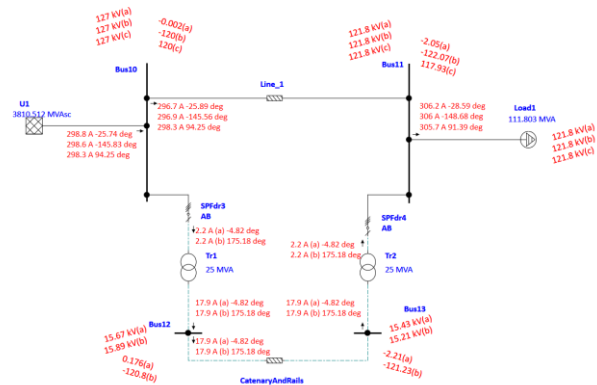 127 kV(a)
127 kV(b)
127 kV(c)
-0.002(a)
-120(b)
120(c)
Bus10
121.8 kV(a)
121.8 kV(b)
121.8 kV(c)
-2.05(a)
-122.07(b)
117.93(c)
Bus11
Line_1
U1
3810.512 MVAsc
296.7 A -25.89 deg
296.9 A -145.56 deg
298.3 A 94.25 deg
298.8 A -25.74 deg
298.6 A -145.83 deg
298.3 A 94.25 deg
306.2 A -28.59 deg
306 A -148.68 deg
305.7 A 91.39 deg
Load1
111.803 MVA
121.8 kV(a)
121.8 kV(b)
121.8 kV(c)
SPFdr3
AB
2.2 A (a) -4.82 deg
2.2 A (b) 175.18 deg
Tr1
25 MVA
SPFdr4
AB
2.2 A (a) -4.82 deg
2.2 A (b) 175.18 deg
Tr2
25 MVA
17.9 A (a) -4.82 deg
17.9 A (b) 175.18 deg
17.9 A (a) -4.82 deg
17.9 A (b) 175.18 deg
Bus12
15.67 kV(a)
15.89 kV(b)
0.176(a)
-120.8(b)
17.9 A (a) -4.82 deg
17.9 A (b) 175.18 deg
Bus13
15.43 kV(a)
15.21 kV(b)
-2.21(a)
-121.23(b)
CatenaryAndRails